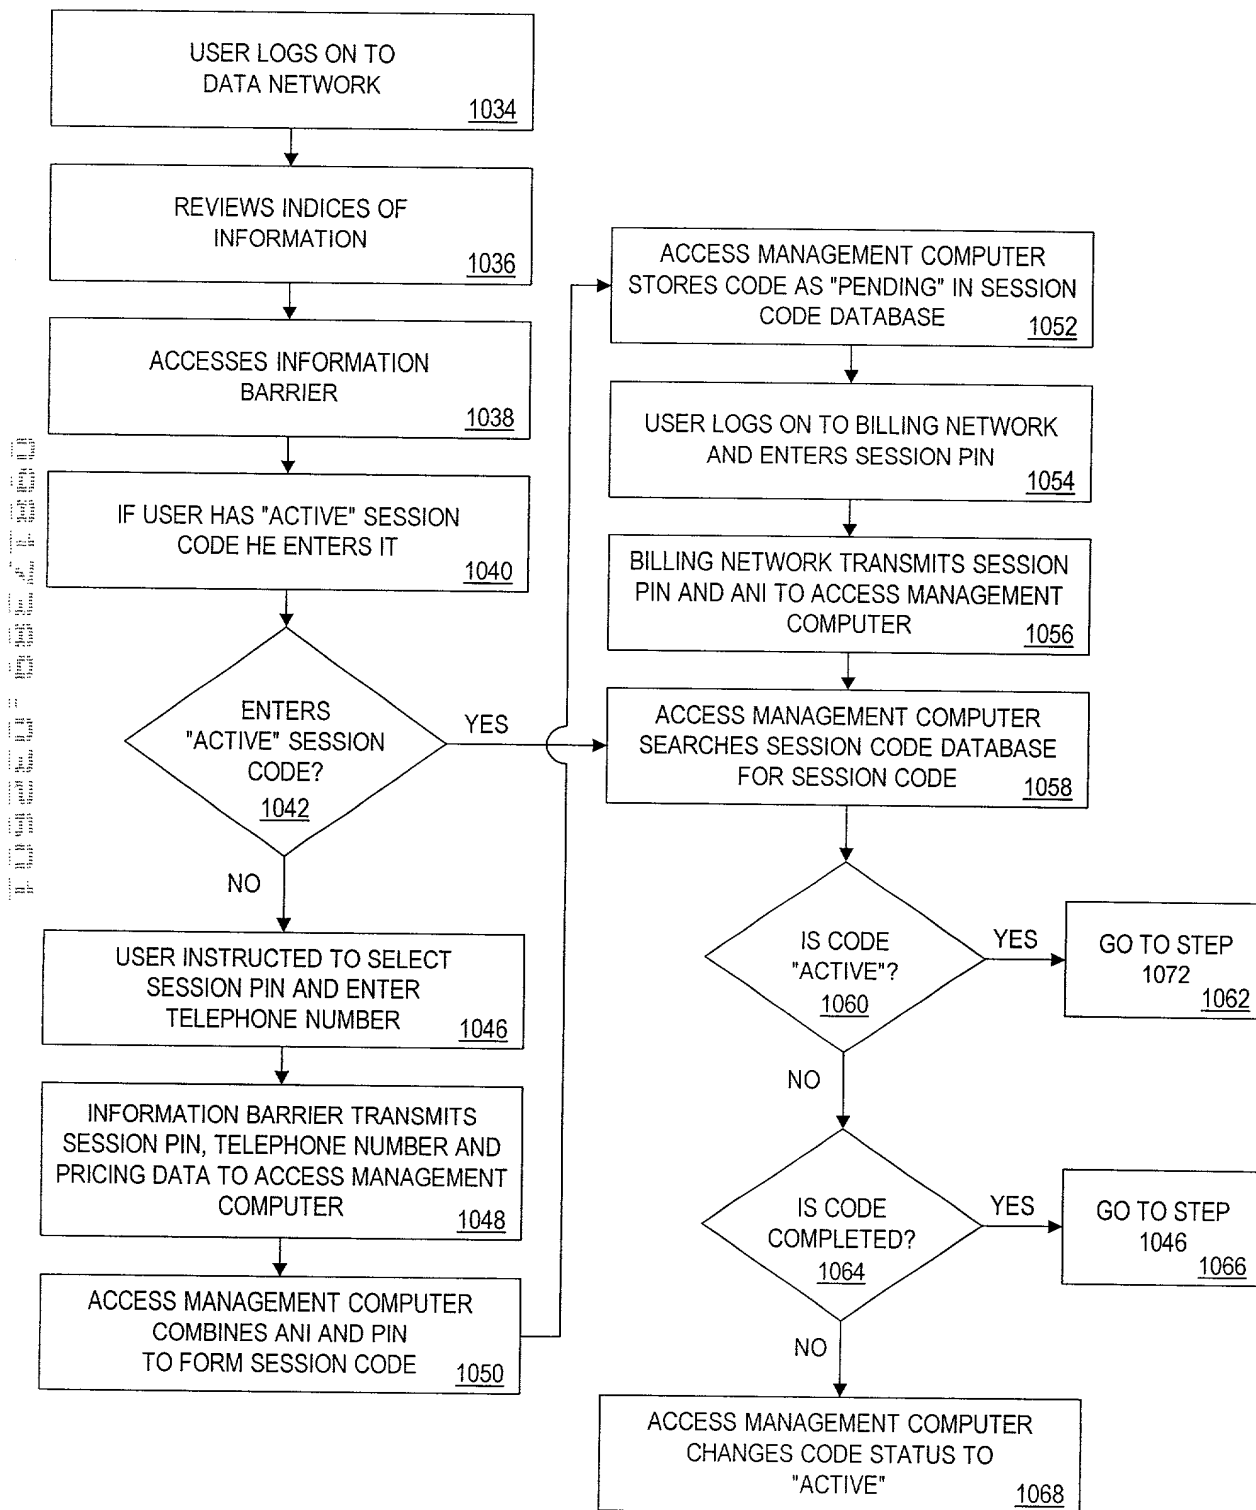 USER LOGS ON TO
DATA NETWORK
1034
REVIEWS INDICES OF
INFORMATION
1036
ACCESSES INFORMATION
BARRIER
1038
IF USER HAS "ACTIVE" SESSION
CODE HE ENTERS IT
1040
ENTERS
"ACTIVE" SESSION
CODE?
1042
YES
NO
USER INSTRUCTED TO SELECT
SESSION PIN AND ENTER
TELEPHONE NUMBER
1046
INFORMATION BARRIER TRANSMITS
SESSION PIN, TELEPHONE NUMBER AND
PRICING DATA TO ACCESS MANAGEMENT
COMPUTER
1048
ACCESS MANAGEMENT COMPUTER
COMBINES ANI AND PIN
TO FORM SESSION CODE
1050
ACCESS MANAGEMENT COMPUTER
STORES CODE AS "PENDING" IN SESSION
CODE DATABASE
1052
USER LOGS ON TO BILLING NETWORK
AND ENTERS SESSION PIN
1054
BILLING NETWORK TRANSMITS SESSION
PIN AND ANI TO ACCESS MANAGEMENT
COMPUTER
1056
ACCESS MANAGEMENT COMPUTER
SEARCHES SESSION CODE DATABASE
FOR SESSION CODE
1058
IS CODE
"ACTIVE"?
1060
YES
GO TO STEP
1072
1062
NO
IS CODE
COMPLETED?
1064
YES
GO TO STEP
1046
1066
NO
ACCESS MANAGEMENT COMPUTER
CHANGES CODE STATUS TO
"ACTIVE"
1068